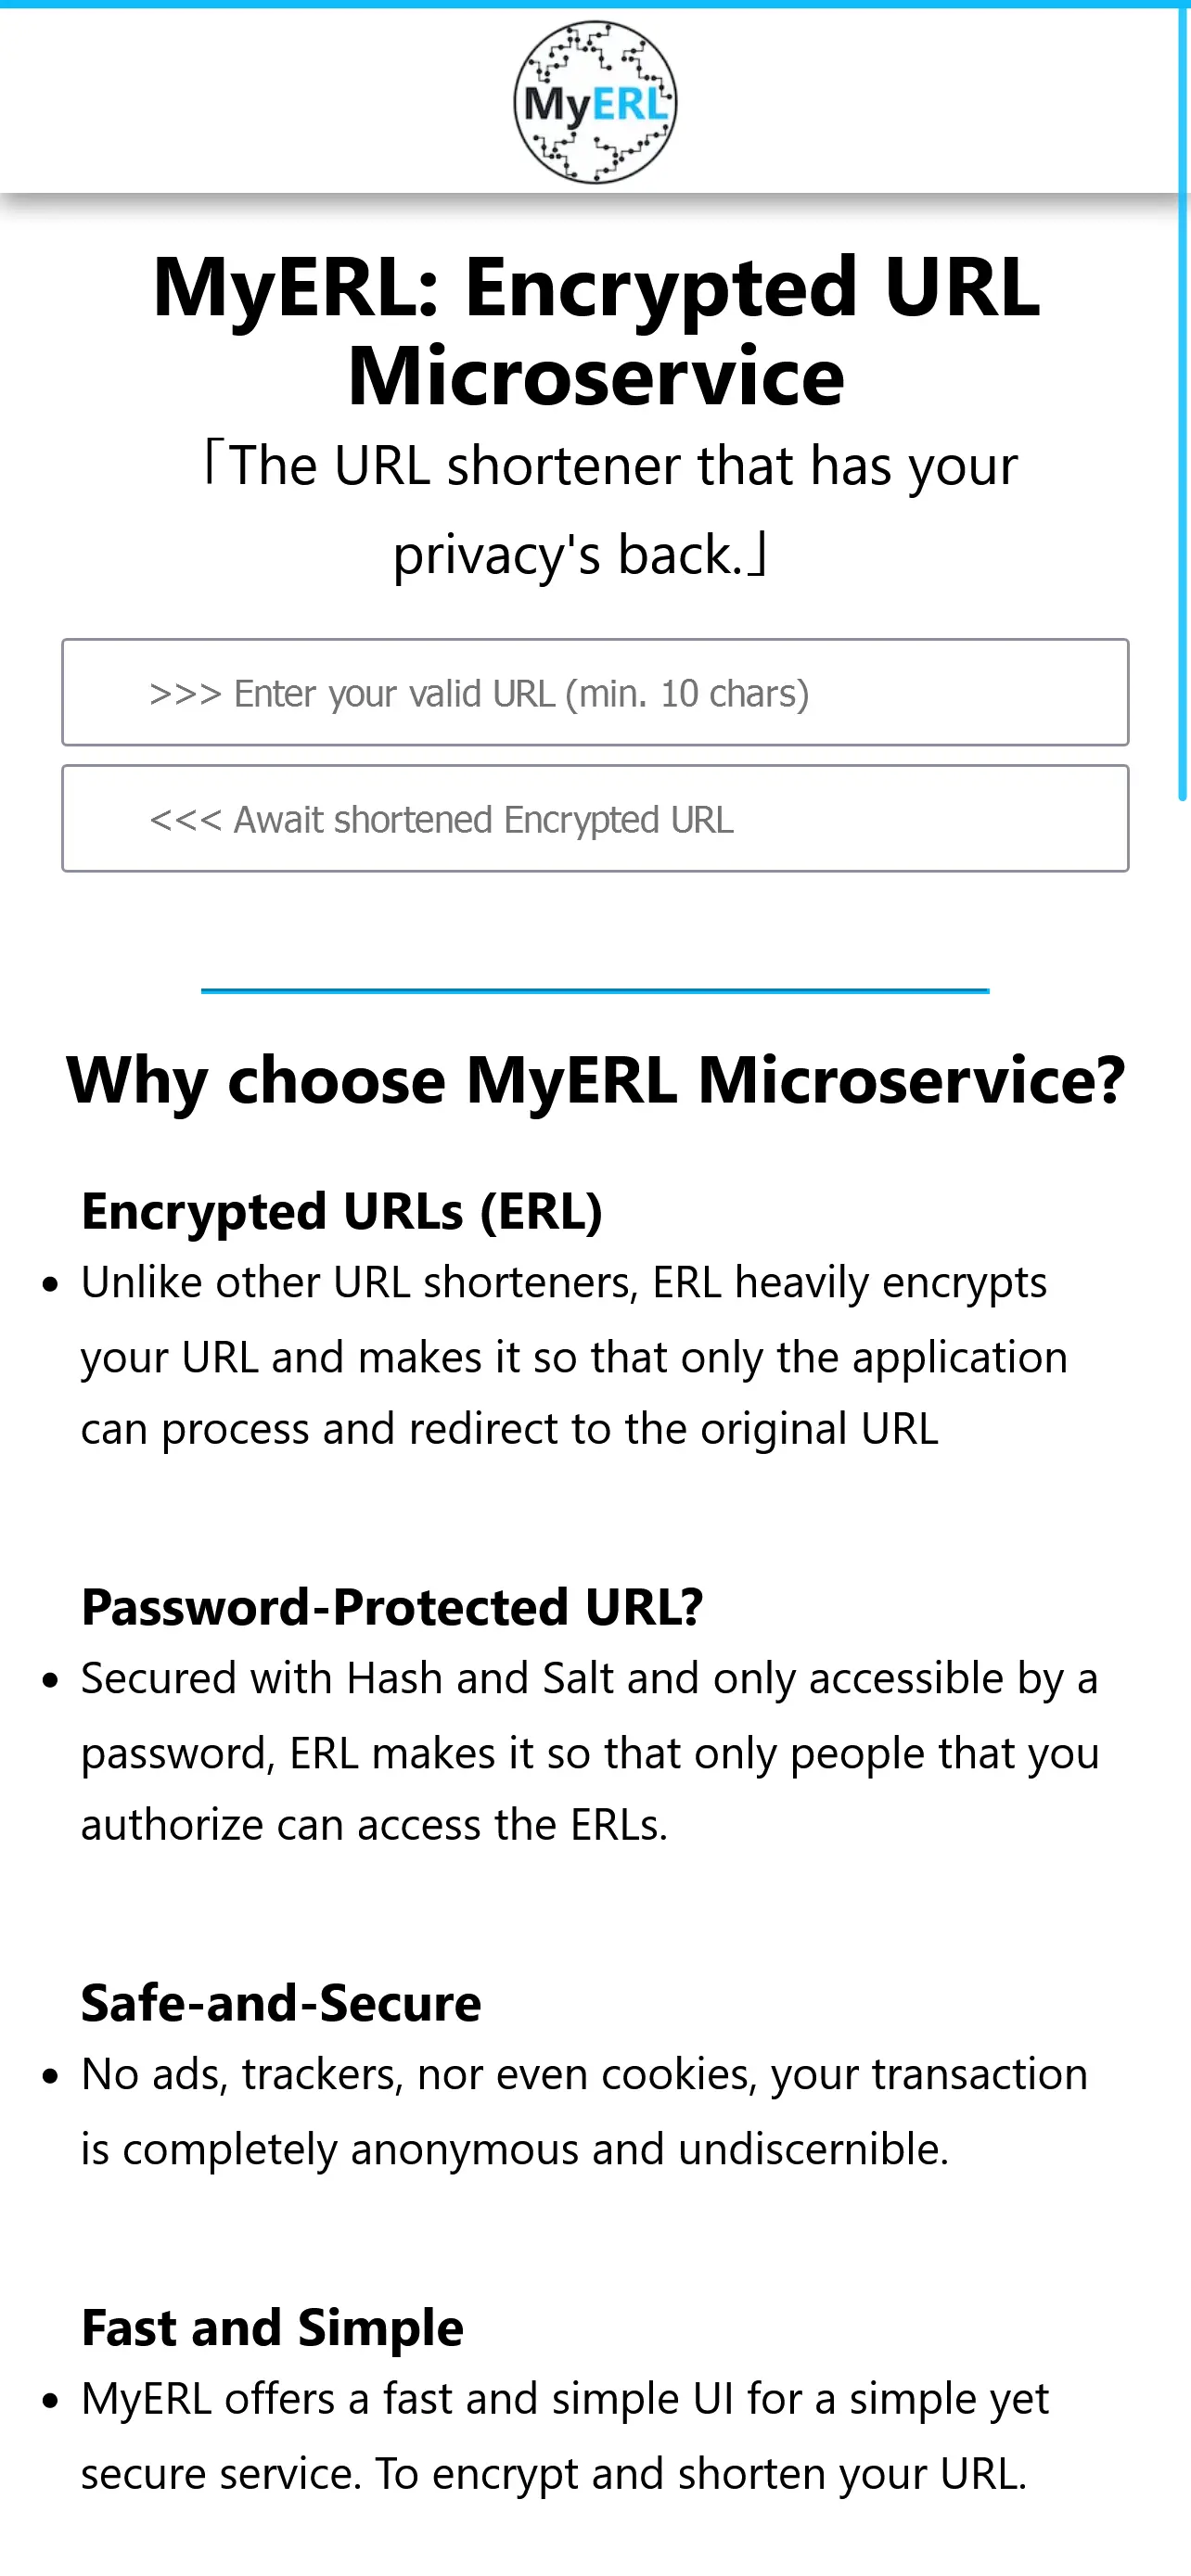 MyERL
MyERL: Encrypted URL
Microservice
「The URL shortener that has your
privacy's back.」
>>> Enter your valid URL (min. 10 chars)
<<< Await shortened Encrypted URL
Why choose MyERL Microservice?
Encrypted URLs (ERL)
• Unlike other URL shorteners, ERL heavily encrypts
your URL and makes it so that only the application
can process and redirect to the original URL
Password-Protected URL?
• Secured with Hash and Salt and only accessible by a
password, ERL makes it so that only people that you
authorize can access the ERLs.
Safe-and-Secure
• No ads, trackers, nor even cookies, your transaction
is completely anonymous and undiscernible.
Fast and Simple
• MyERL offers a fast and simple UI for a simple yet
secure service. To encrypt and shorten your URL.